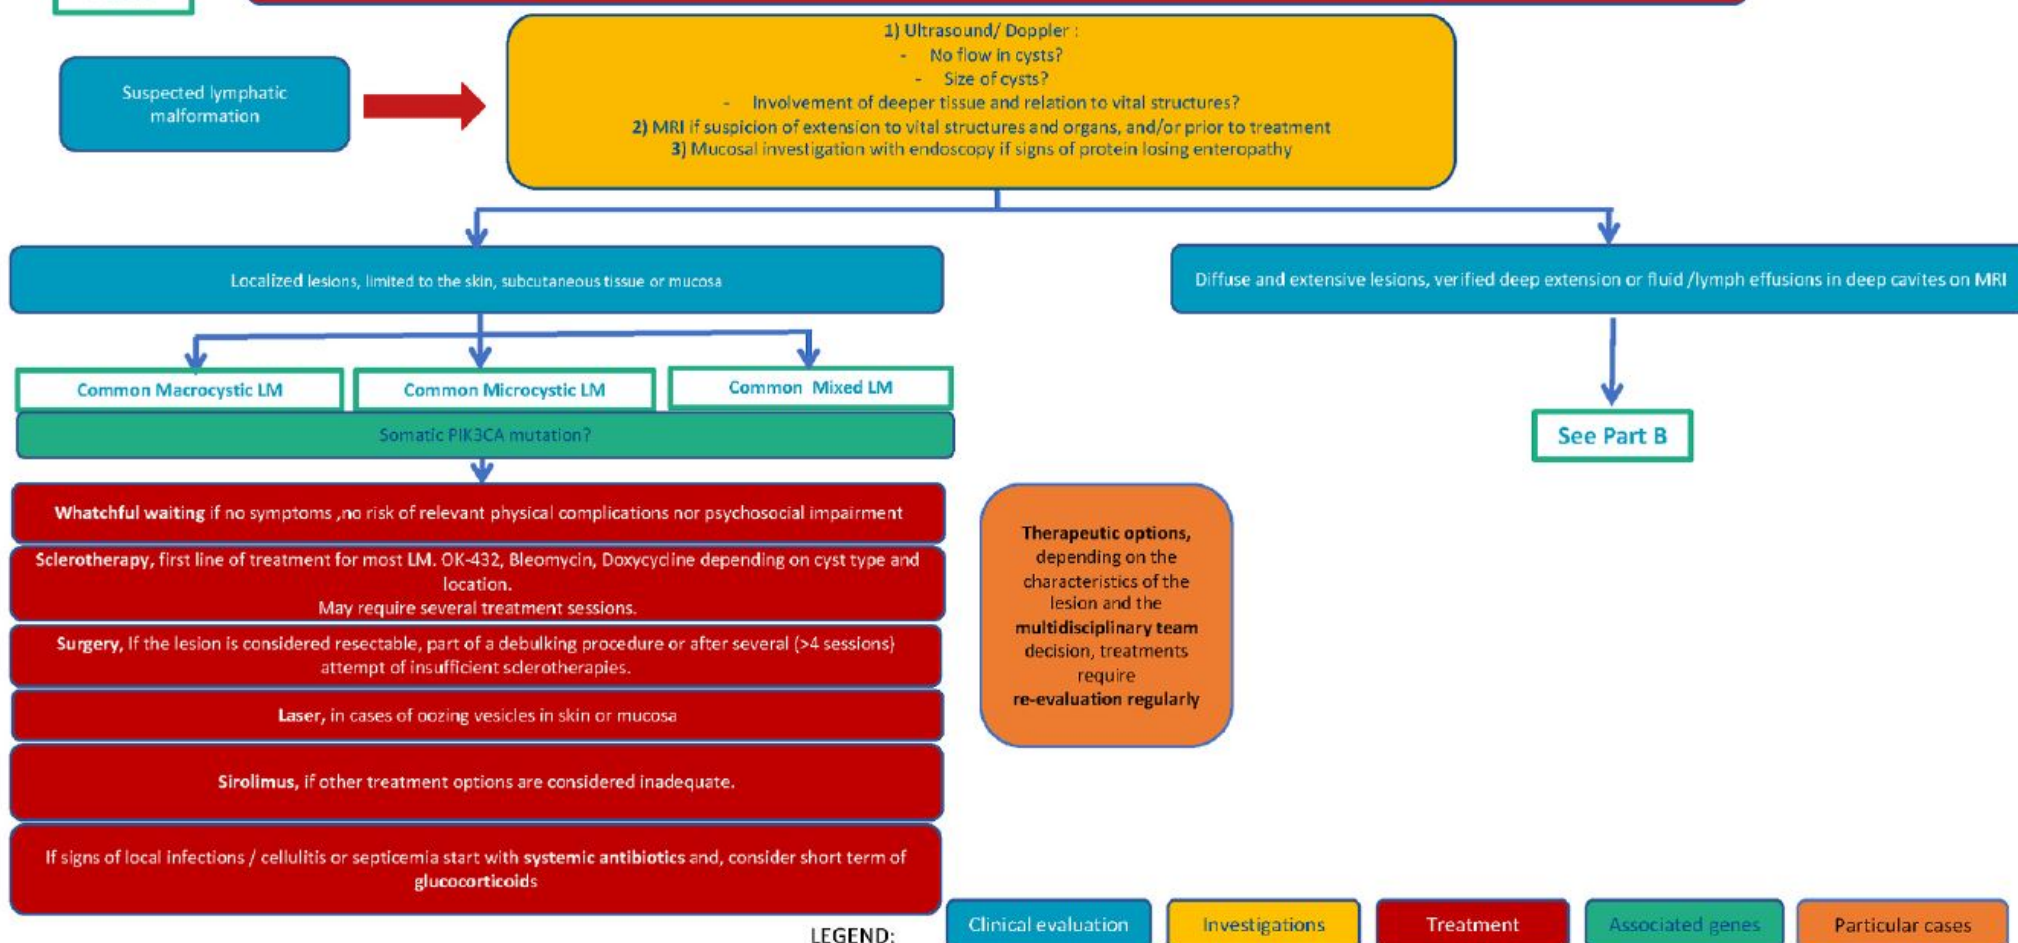 1) Ultrasound/ Doppler :
- No flow in cysts?
- Size of cysts?
- Involvement of deeper tissue and relation to vital structures?
2) MRI if suspicion of extension to vital structures and organs, and/or prior to treatment
3) Mucosal investigation with endoscopy if signs of protein losing enteropathy
Suspected lymphatic
malformation
Localized lesions, limited to the skin, subcutaneous tissue or mucosa
Diffuse and extensive lesions, verified deep extension or fluid /lymph effusions in deep cavites on MRI
Common Macrocystic LM
Common Microcystic LM
Common Mixed LM
Somatic PIK3CA mutation?
See Part B
Whatchful waiting if no symptoms ,no risk of relevant physical complications nor psychosocial impairment
Sclerotherapy, first line of treatment for most LM. OK-432, Bleomycin, Doxycycline depending on cyst type and
location.
May require several treatment sessions.
Surgery, If the lesion is considered resectable, part of a debulking procedure or after several (>4 sessions)
attempt of insufficient sclerotherapies.
Laser, in cases of oozing vesicles in skin or mucosa
Sirolimus, if other treatment options are considered inadequate.
If signs of local infections / cellulitis or septicemia start with systemic antibiotics and, consider short term of
glucocorticoids
Therapeutic options,
depending on the
characteristics of the
lesion and the
multidisciplinary team
decision, treatments
require
re-evaluation regularly
LEGEND:
Clinical evaluation
Investigations
Treatment
Associated genes
Particular cases